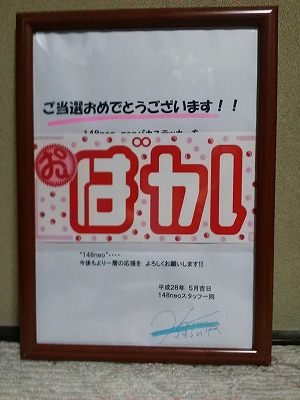 ご当選おめでとうございます！！
ばかし
"148neo"‥‥
今後もより一層の応援を よろしくお願いします!!
平成28年 5月吉日
148neoスタッフ一同